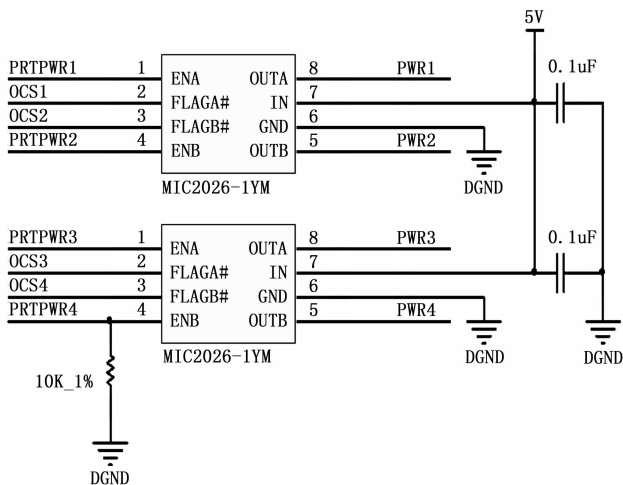 5V
PRTPWR1 1 ENA OUTA 8 PWR1 0.1uF
OCS1 2 FLAGA# IN 7
OCS2 3 FLAGB# GND 6
PRTPWR2 4 ENB OUTB 5 PWR2
MIC2026-1YM DGND
PRTPWR3 1 ENA OUTA 8 PWR3 0.1uF
OCS3 2 FLAGA# IN 7
OCS4 3 FLAGB# GND 6
PRTPWR4 4 ENB OUTB 5 PWR4
MIC2026-1YM DGND DGND
10K_1%
DGND